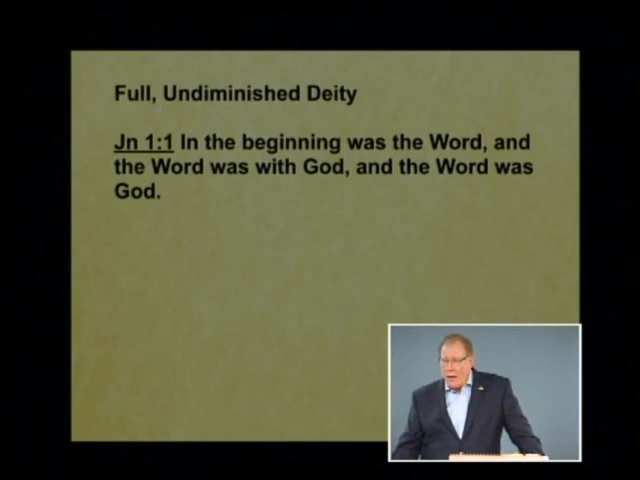 Full, Undiminished Deity
Jn 1:1 In the beginning was the Word, and
the Word was with God, and the Word was
God.